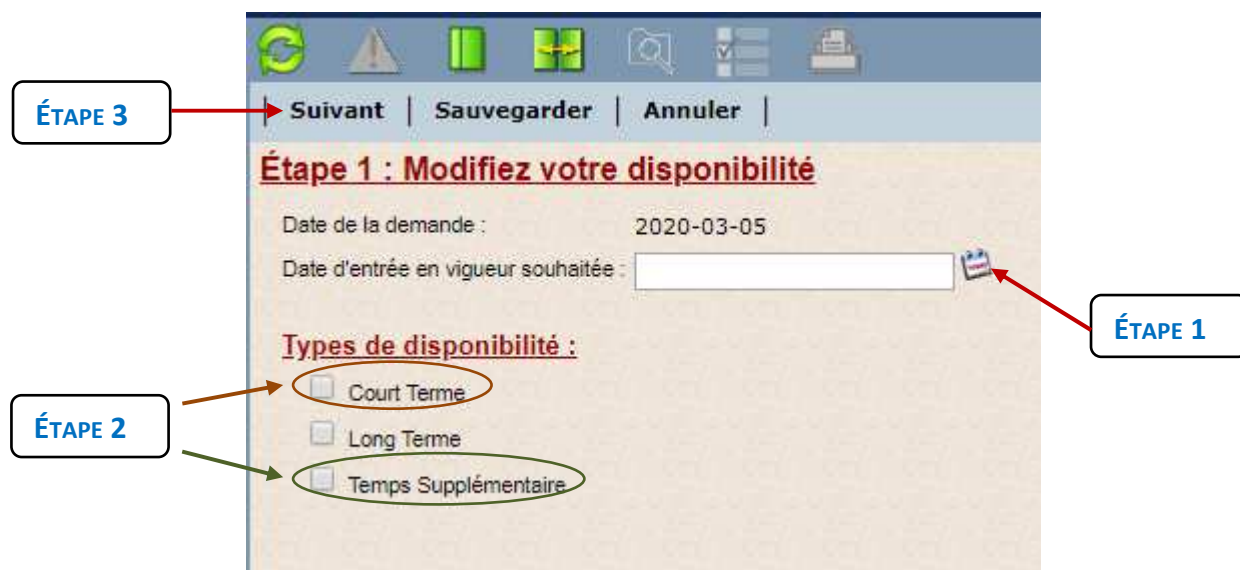 ÉTAPE 3
| Suivant | Sauvegarder | Annuler |
Étape 1 : Modifiez votre disponibilité
Date de la demande : 2020-03-05
Date d'entrée en vigueur souhaitée :
ÉTAPE 1
Types de disponibilité :
Court Terme
ÉTAPE 2
Long Terme
Temps Supplémentaire